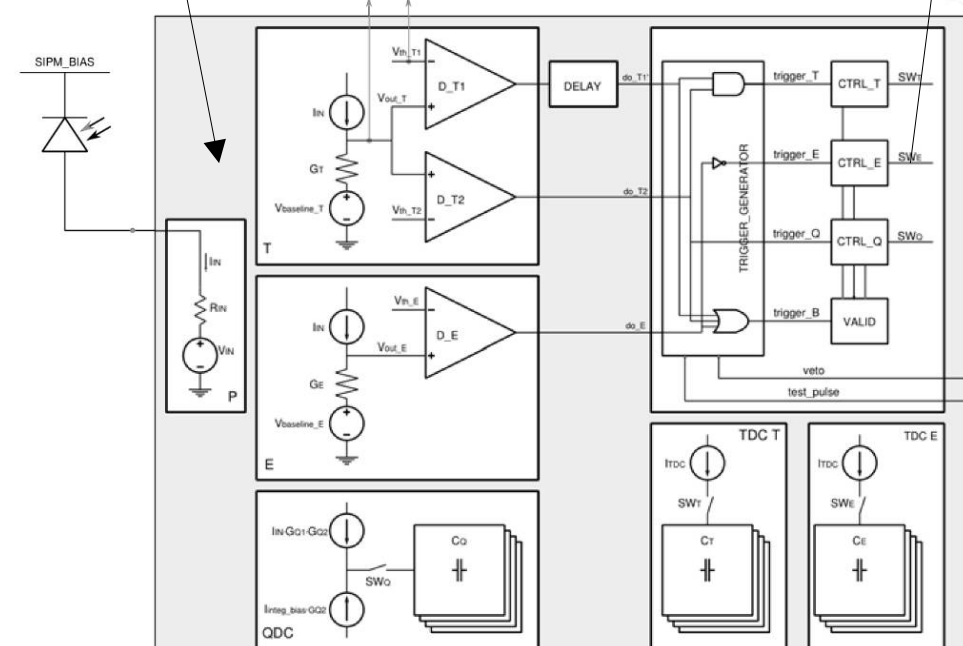 SIPM_BIAS
Vth_T1
D_T1
DELAY
do_T1'
trigger_T
CTRL_T
SWT
IIN
Vout_T
GT
trigger_E
CTRL_E
SWE
TRIGGER_GENERATOR
D_T2
do_T2
Vbaseline_T
Vth_T2
trigger_Q
CTRL_Q
SWQ
T
IIN
RIN
VIN
P
Vth_E
IIN
D_E
do_E
Vout_E
trigger_B
VALID
GE
veto
test_pulse
Vbaseline_E
E
TDC T
ITDC
SWT
CT
TDC E
ITDC
SWE
CE
IIN·GQ1·GQ2
CQ
SWQ
Iinteg_bias·GQ2
QDC